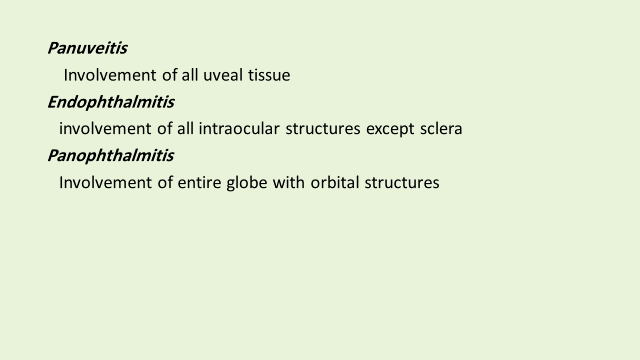 Panuveitis
Involvement of all uveal tissue
Endophthalmitis
involvement of all intraocular structures except sclera
Panophthalmitis
Involvement of entire globe with orbital structures